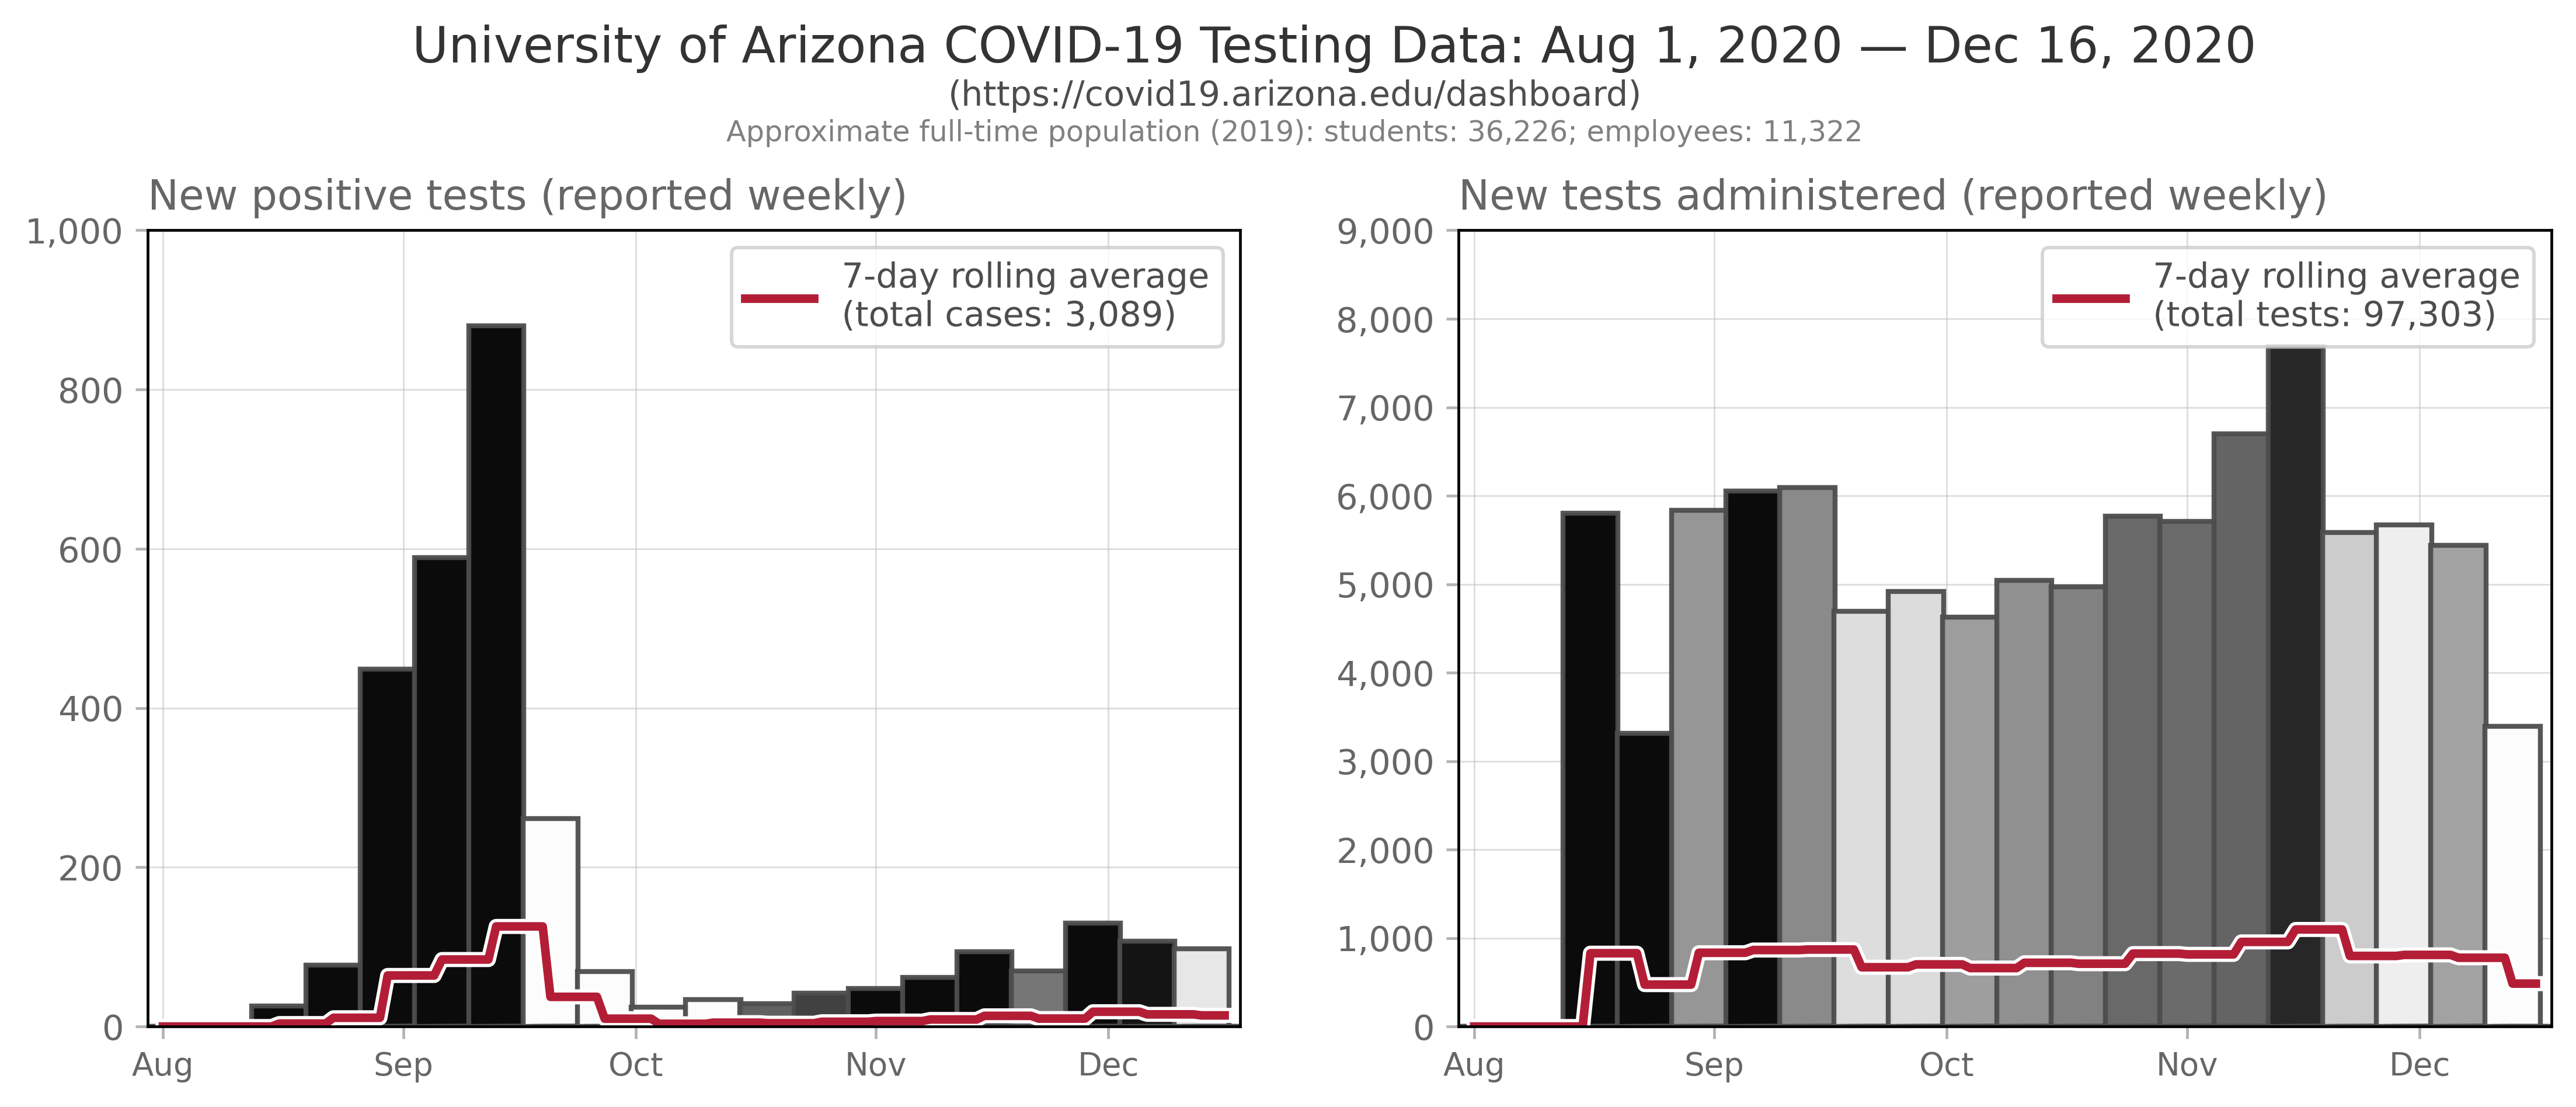 University of Arizona COVID-19 Testing Data: Aug 1, 2020 — Dec 16, 2020
(https://covid19.arizona.edu/dashboard)
Approximate full-time population (2019): students: 36,226; employees: 11,322
New positive tests (reported weekly)
1,000
800
600
400
200
0
7-day rolling average
(total cases: 3,089)
Aug Sep Oct Nov Dec
New tests administered (reported weekly)
9,000
8,000
7,000
6,000
5,000
4,000
3,000
2,000
1,000
0
7-day rolling average
(total tests: 97,303)
Aug Sep Oct Nov Dec